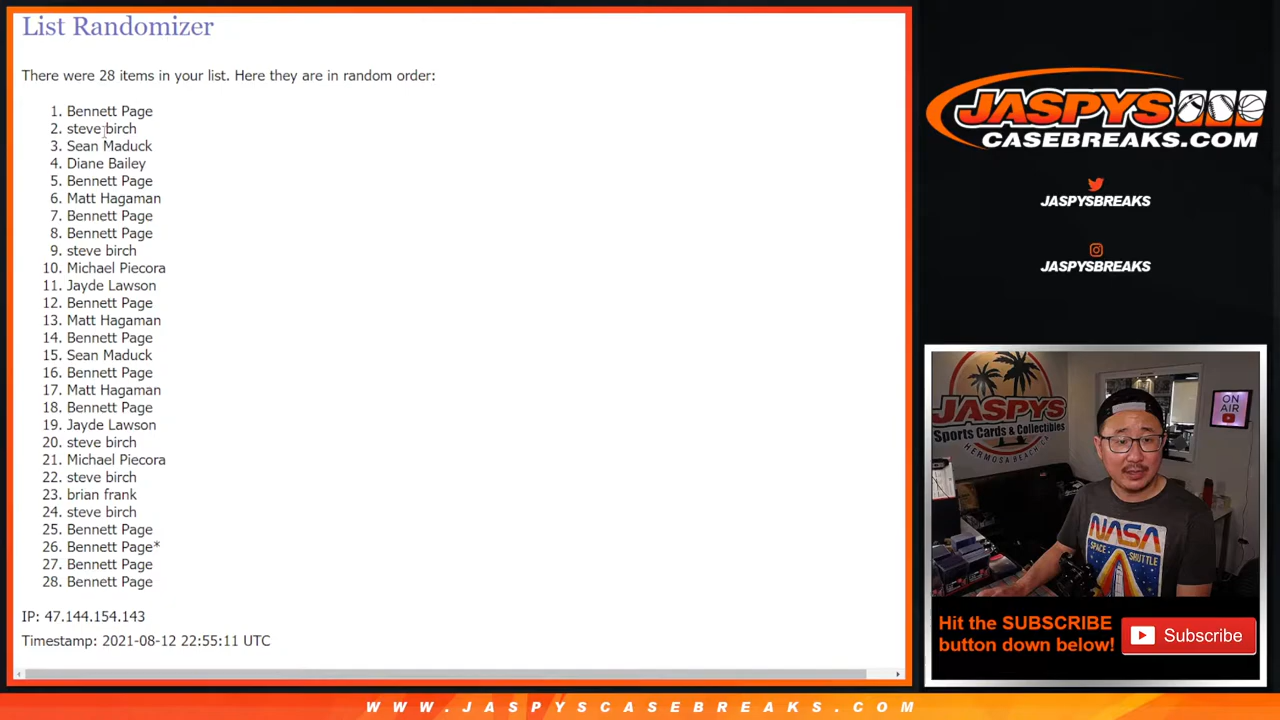 List Randomizer
There were 28 items in your list. Here they are in random order:
1. Bennett Page
2. steve birch
3. Sean Maduck
4. Diane Bailey
5. Bennett Page
6. Matt Hagaman
7. Bennett Page
8. Bennett Page
9. steve birch
10. Michael Piecora
11. Jayde Lawson
12. Bennett Page
13. Matt Hagaman
14. Bennett Page
15. Sean Maduck
16. Bennett Page
17. Matt Hagaman
18. Bennett Page
19. Jayde Lawson
20. steve birch
21. Michael Piecora
22. steve birch
23. brian frank
24. steve birch
25. Bennett Page
26. Bennett Page*
27. Bennett Page
28. Bennett Page
IP: 47.144.154.143
Timestamp: 2021-08-12 22:55:11 UTC
JASPYS
CASEBREAKS.COM
JASPYSBREAKS
JASPYSBREAKS
JASPYS
Sports Cards & Collectibles
HERMOSA BEACH, CA
ON
AIR
NASA
SPACE SHUTTLE
Hit the SUBSCRIBE
button down below!
Subscribe
WWW.JASPYSCASEBREAKS.COM